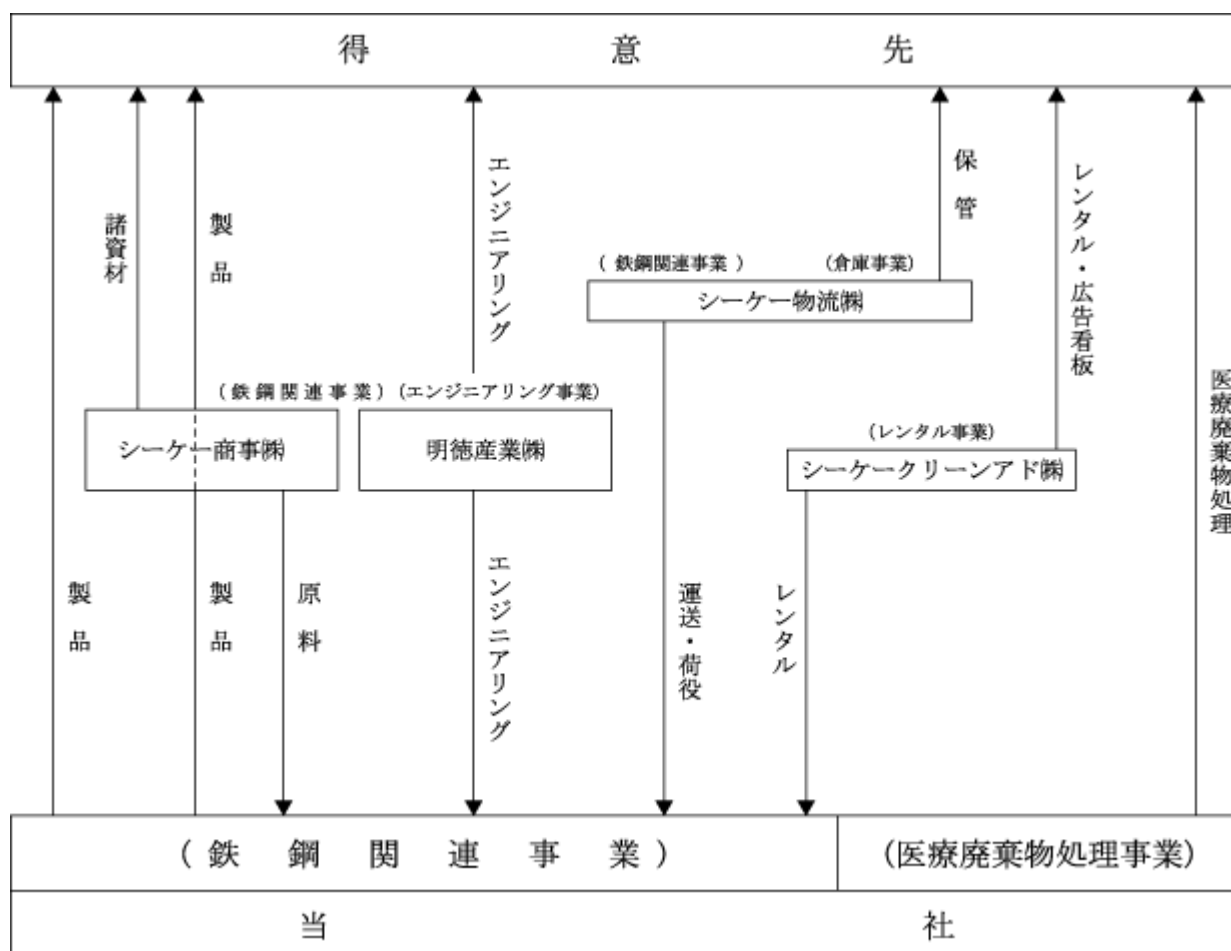 得意先
諸資材
製品
エンジニアリング
保管
レンタル・広告看板
医療廃棄物処理
(鉄鋼関連事業)
(倉庫事業)
シーケー物流㈱
(鉄鋼関連事業)
(エンジニアリング事業)
シーケー商事㈱
明徳産業㈱
(レンタル事業)
シーケークリーンアド㈱
製品
製品
原料
エンジニアリング
運送・荷役
レンタル
(鉄鋼関連事業)
(医療廃棄物処理事業)
当社